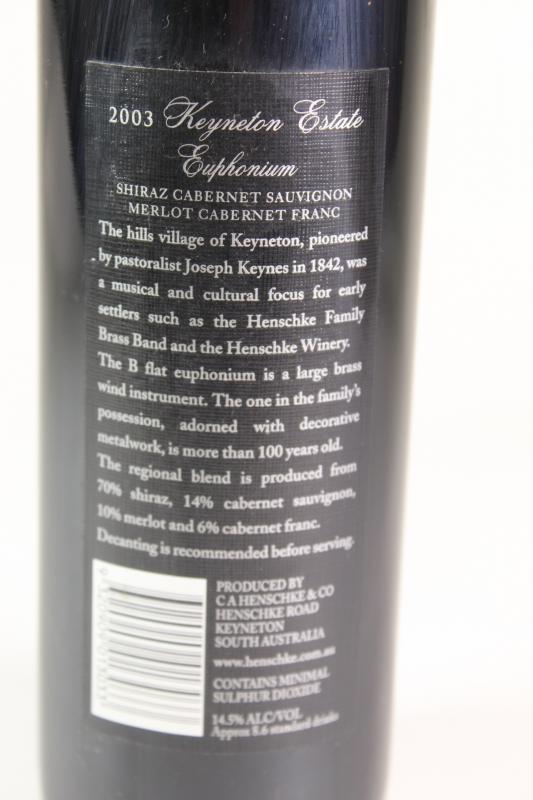 2003 Keyneton Estate
Euphonium
SHIRAZ CABERNET SAUVIGNON
MERLOT CABERNET FRANC
The hills village of Keyneton, pioneered
by pastoralist Joseph Keynes in 1842, was
a musical and cultural focus for early
settlers such as the Henschke Family
Brass Band and the Henschke Winery.
The B flat euphonium is a large brass
wind instrument. The one in the family's
possession, adorned with decorative
metalwork, is more than 100 years old.
The regional blend is produced from
70% shiraz, 14% cabernet sauvignon,
10% merlot and 6% cabernet franc.
Decanting is recommended before serving.
PRODUCED BY
C A HENSCHKE & CO
HENSCHKE ROAD
KEYNETON
SOUTH AUSTRALIA
www.henschke.com.au
CONTAINS MINIMAL
SULPHUR DIOXIDE
14.5% ALC/VOL
Approx 8.6 standard drinks